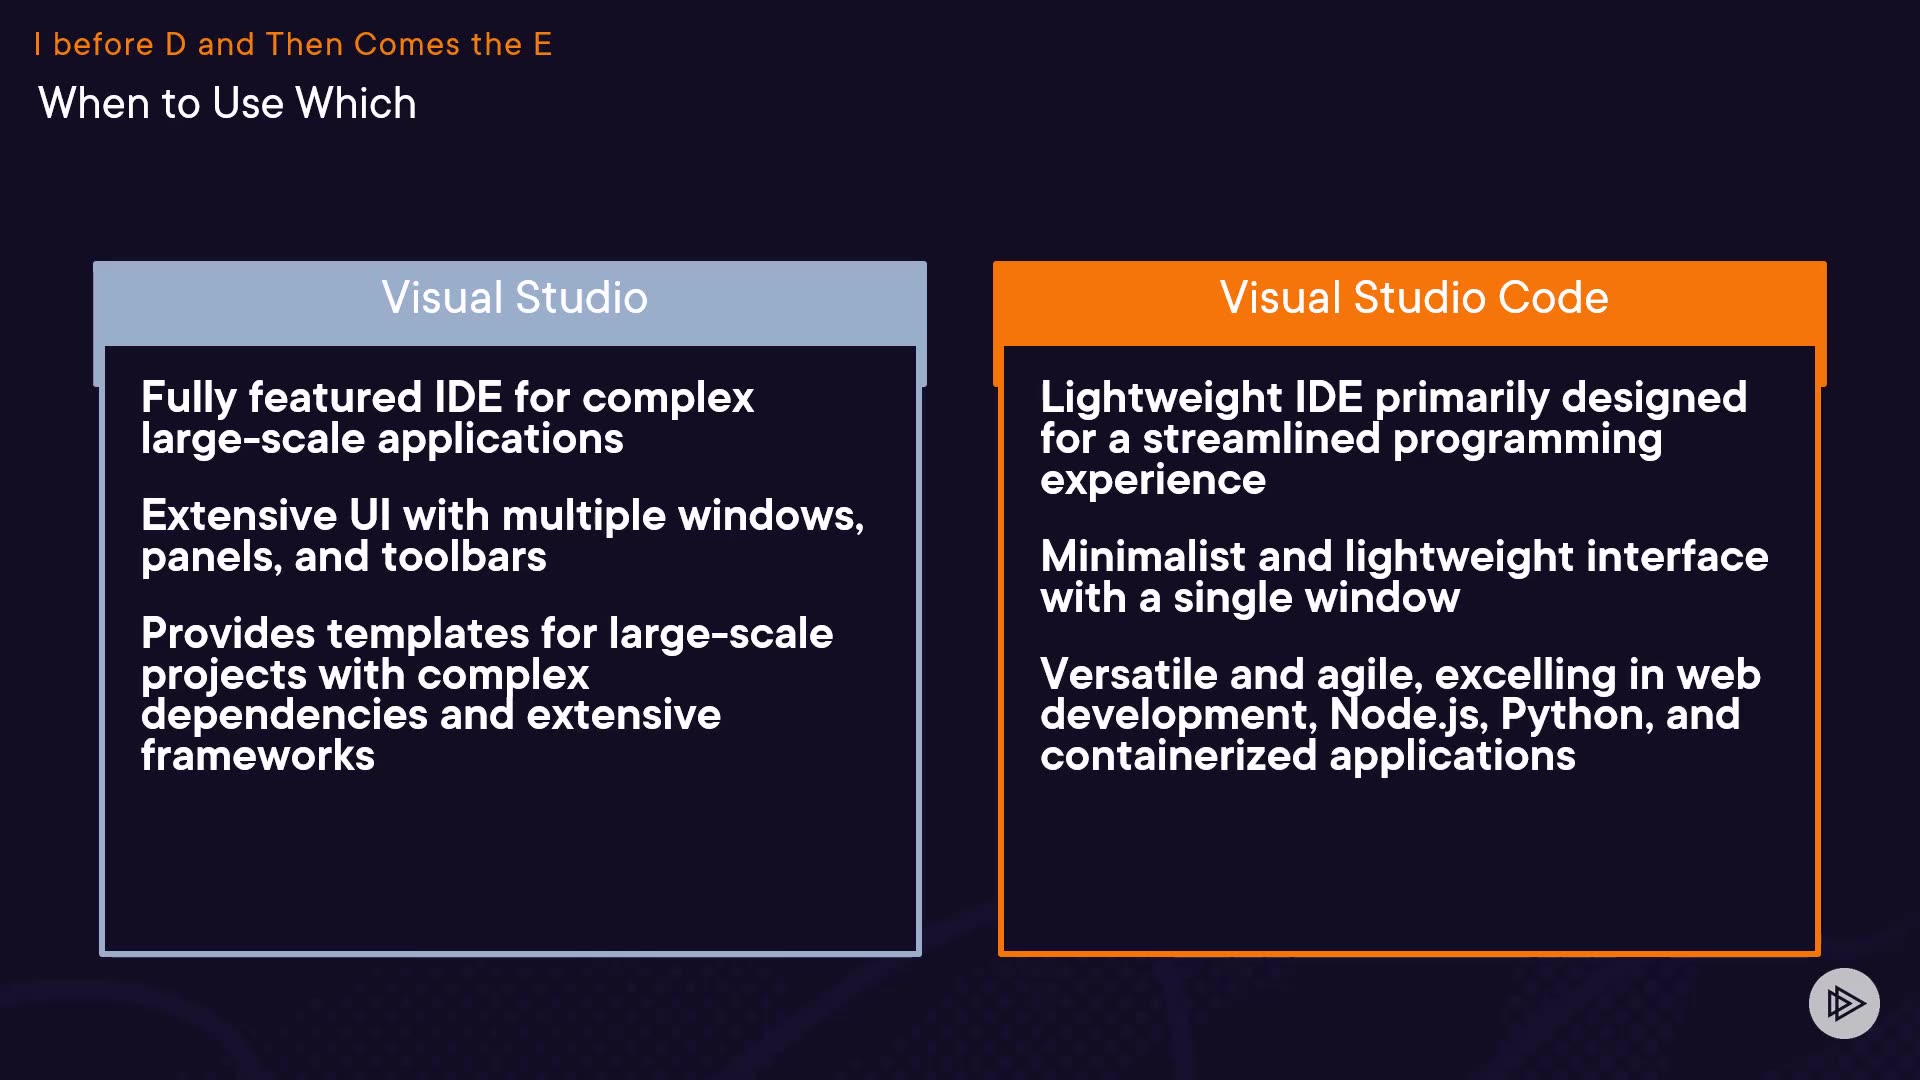 I before D and Then Comes the E
When to Use Which
Visual Studio
Fully featured IDE for complex
large-scale applications
Extensive UI with multiple windows,
panels, and toolbars
Provides templates for large-scale
projects with complex
dependencies and extensive
frameworks
Visual Studio Code
Lightweight IDE primarily designed
for a streamlined programming
experience
Minimalist and lightweight interface
with a single window
Versatile and agile, excelling in web
development, Node.js, Python, and
containerized applications